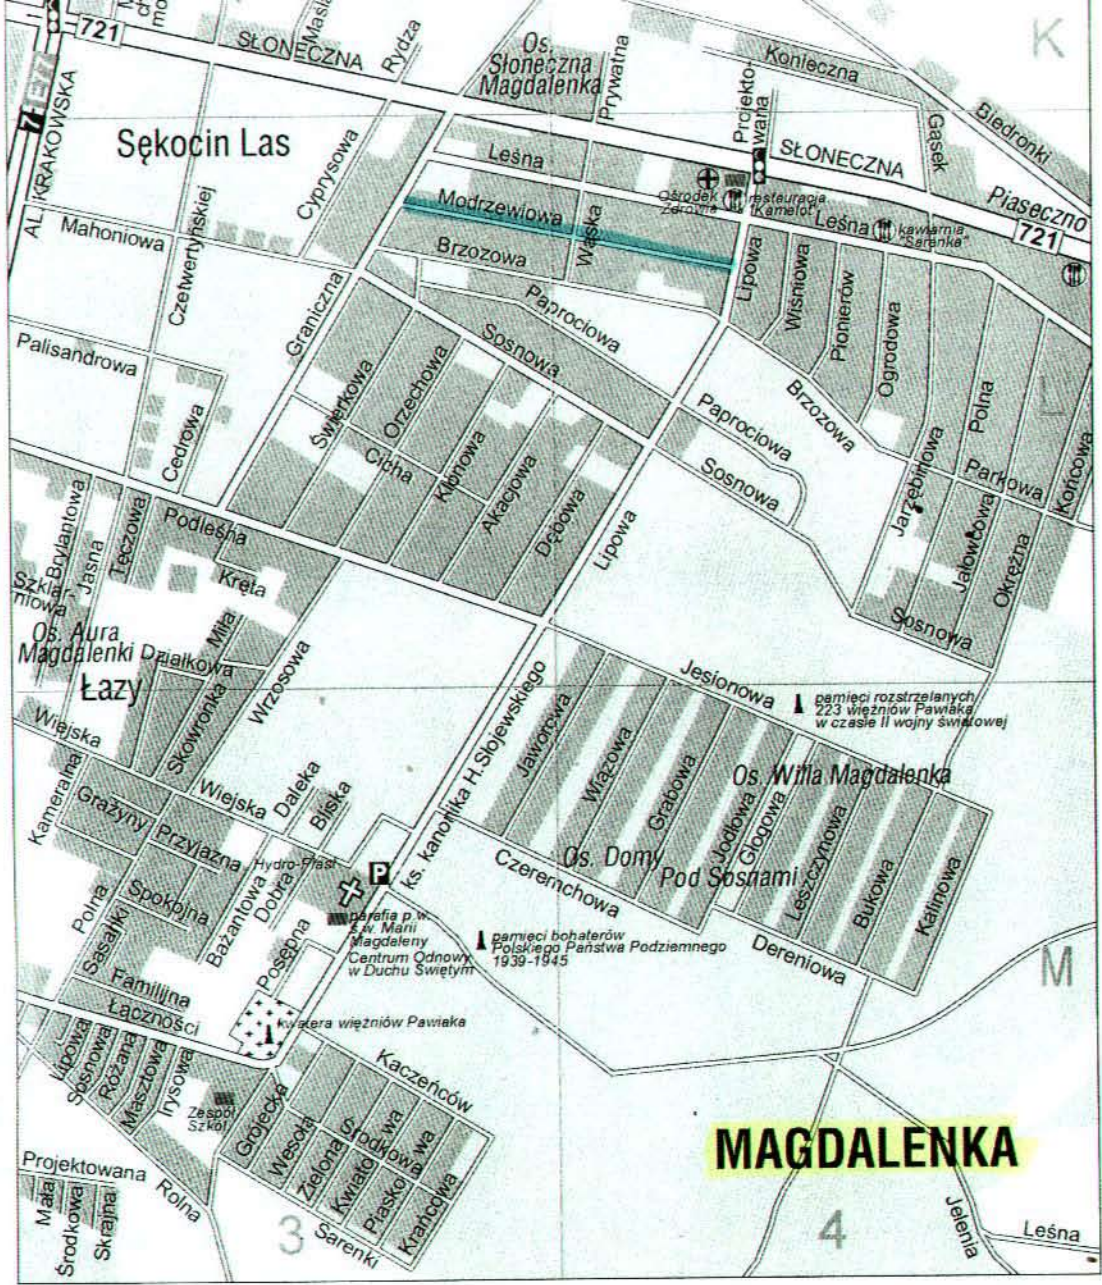 721
SŁONECZNA
Rydza
Os.
Słoneczna
Magdalenka
Prywatna
Projekto-
wana
Konieczna
K
Gąsek
Biedronki
7
E77
AL. KRAKOWSKA
Sękocin Las
Cyprysowa
Leśna
SŁONECZNA
Piaseczno
721
Modrzewiowa
Ośrodek
Zdrowia
restauracja
"Kamelot"
Leśna
kawiarnia
"Saranka"
Mahoniowa
Czetwertyńskiej
Brzozowa
Wąska
Lipowa
Wiśniowa
Pionierów
Ogrodowa
Graniczna
Paprociowa
Sosnowa
Palisandrowa
Świerkowa
Orzechowa
Brzozowa
Polna
L
Cedrowa
Cicha
Klonowa
Akacjowa
Dębowa
Paprociowa
Sosnowa
Jarzębinowa
Parkowa
Końcowa
Podleśna
Lipowa
Jałowcowa
Okrężna
Brylantowa
Jasna
Tęczowa
Szklar-
niowa
Kręta
Sosnowa
Os. Aura
Magdalenki
Działkowa
Miła
Łazy
Wrzosowa
Skowronka
Jesionowa
pamięci rozstrzelanych
223 więźniów Pawiaka
w czasie II wojny światowej
Wiejska
Kameralna
Wiejska
Daleka
Bliska
ks. kanonika H.Słojewskiego
Jaworowa
Wiązowa
Grabowa
Os. Willa Magdalenka
Jodłowa
Głogowa
Leszczynowa
Bukowa
Kalinowa
Grażyny
Przyjazna
Hydro-Piast
P
Czeremchowa
Os. Domy
Pod Sosnami
Polna
Sasanki
Spokojna
Bażantowa
Dobra
Posępna
parafia p.w.
ś.w. Marii
Magdaleny
Centrum Odnowy
w Duchu Świętym
pamięci bohaterów
Polskiego Państwa Podziemnego
1939-1945
Dereniowa
M
Familijna
Łączności
kwatera więźniów Pawiaka
Lipowa
Sosnowa
Różana
Masztowa
Irysowa
Zespół
Szkół
Grójecka
Kaczeńców
Wesoła
Zielona
Środkowa
Kwiatowa
Piaskowa
Krańcowa
MAGDALENKA
Projektowana
Mała
Środkowa
Skrajna
Rolna
3
Sarenki
4
Jelenia
Leśna